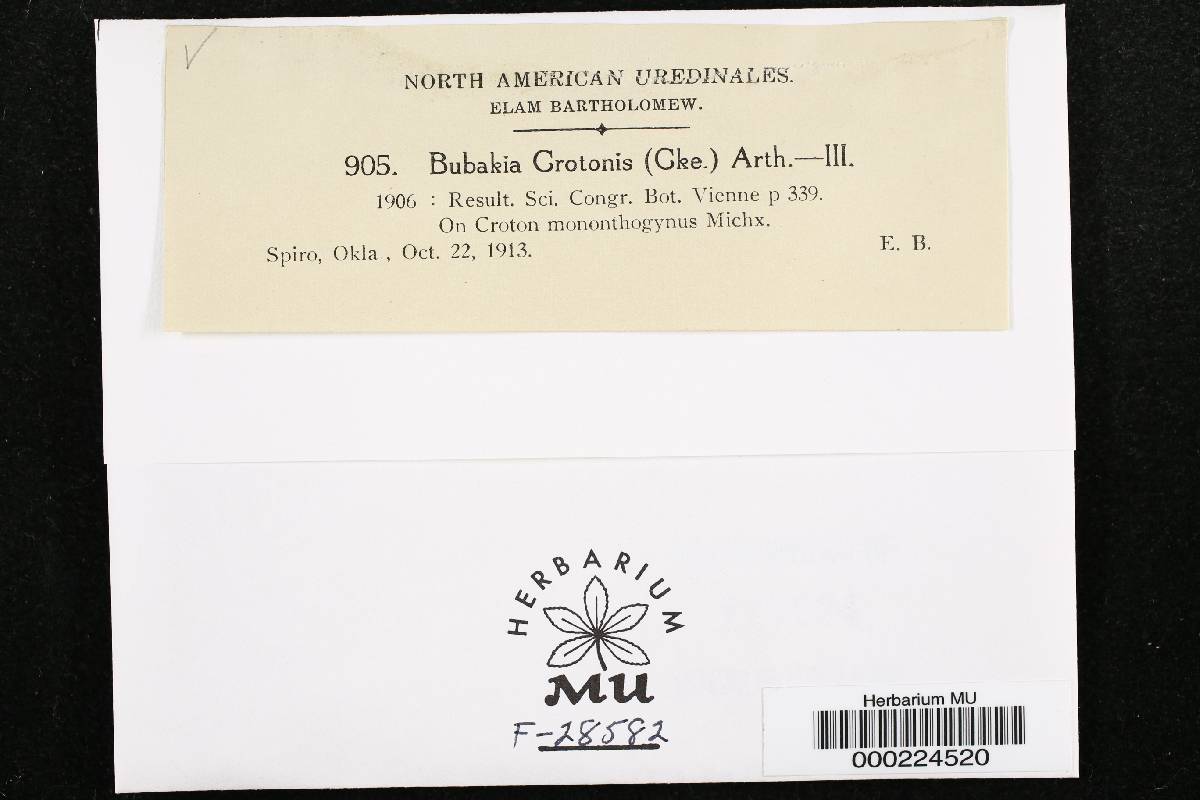 NORTH AMERICAN UREDINALES.
ELAM BARTHOLOMEW.
905. Bubakia Crotonis (Cke.) Arth.—III.
1906 : Result. Sci. Congr. Bot. Vienne p 339.
On Croton mononthogynus Michx.
Spiro, Okla , Oct. 22, 1913. E. B.
HERBARIUM
MU
F-28582
Herbarium MU
000224520